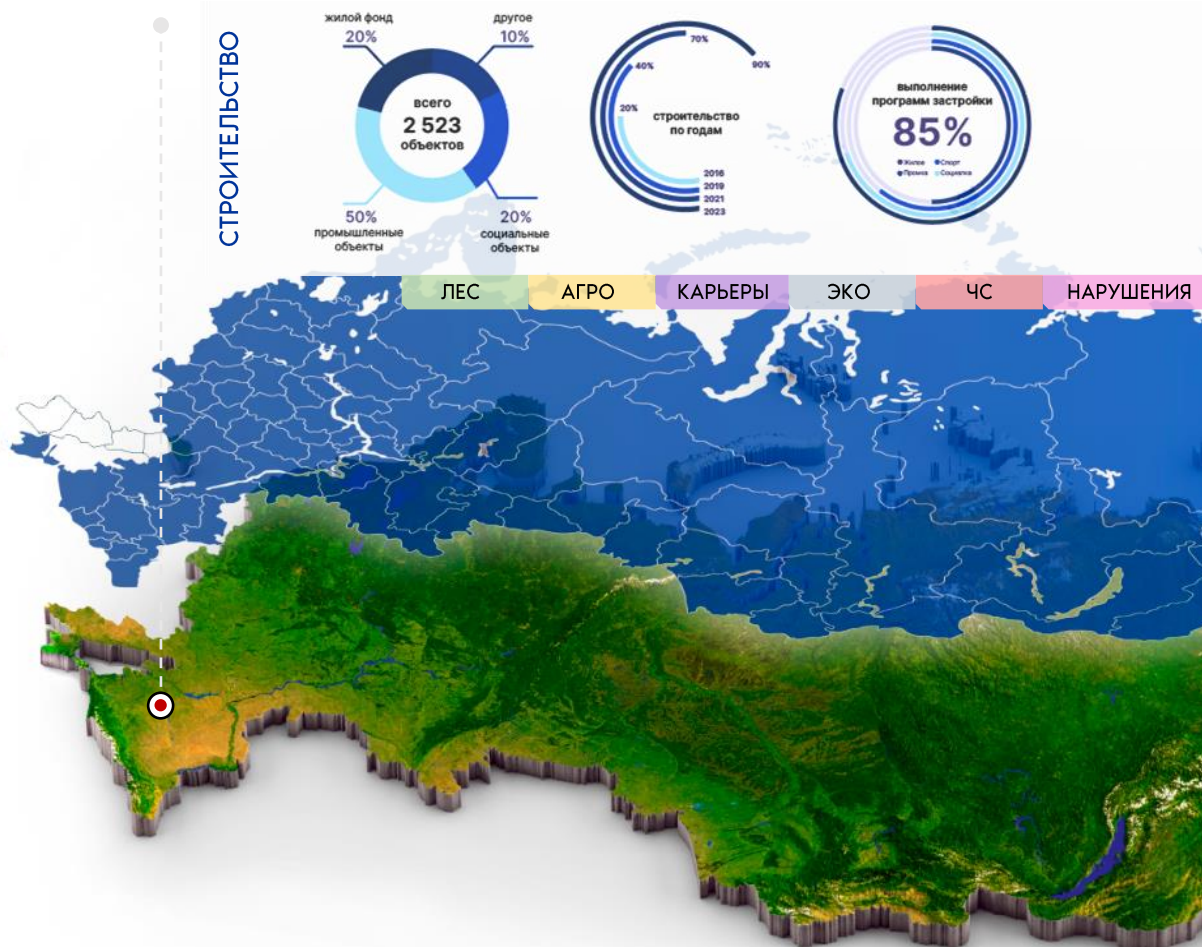 СТРОИТЕЛЬСТВО
жилой фонд
20%
другое
10%
всего
2 523
объектов
50%
промышленные
объекты
20%
социальные
объекты
70%
90%
40%
20%
строительство
по годам
2016
2019
2021
2023
выполнение
программ застройки
85%
Жилее Спорт
Промка Социалка
ЛЕС АГРО КАРЬЕРЫ ЭКО ЧС НАРУШЕНИЯ